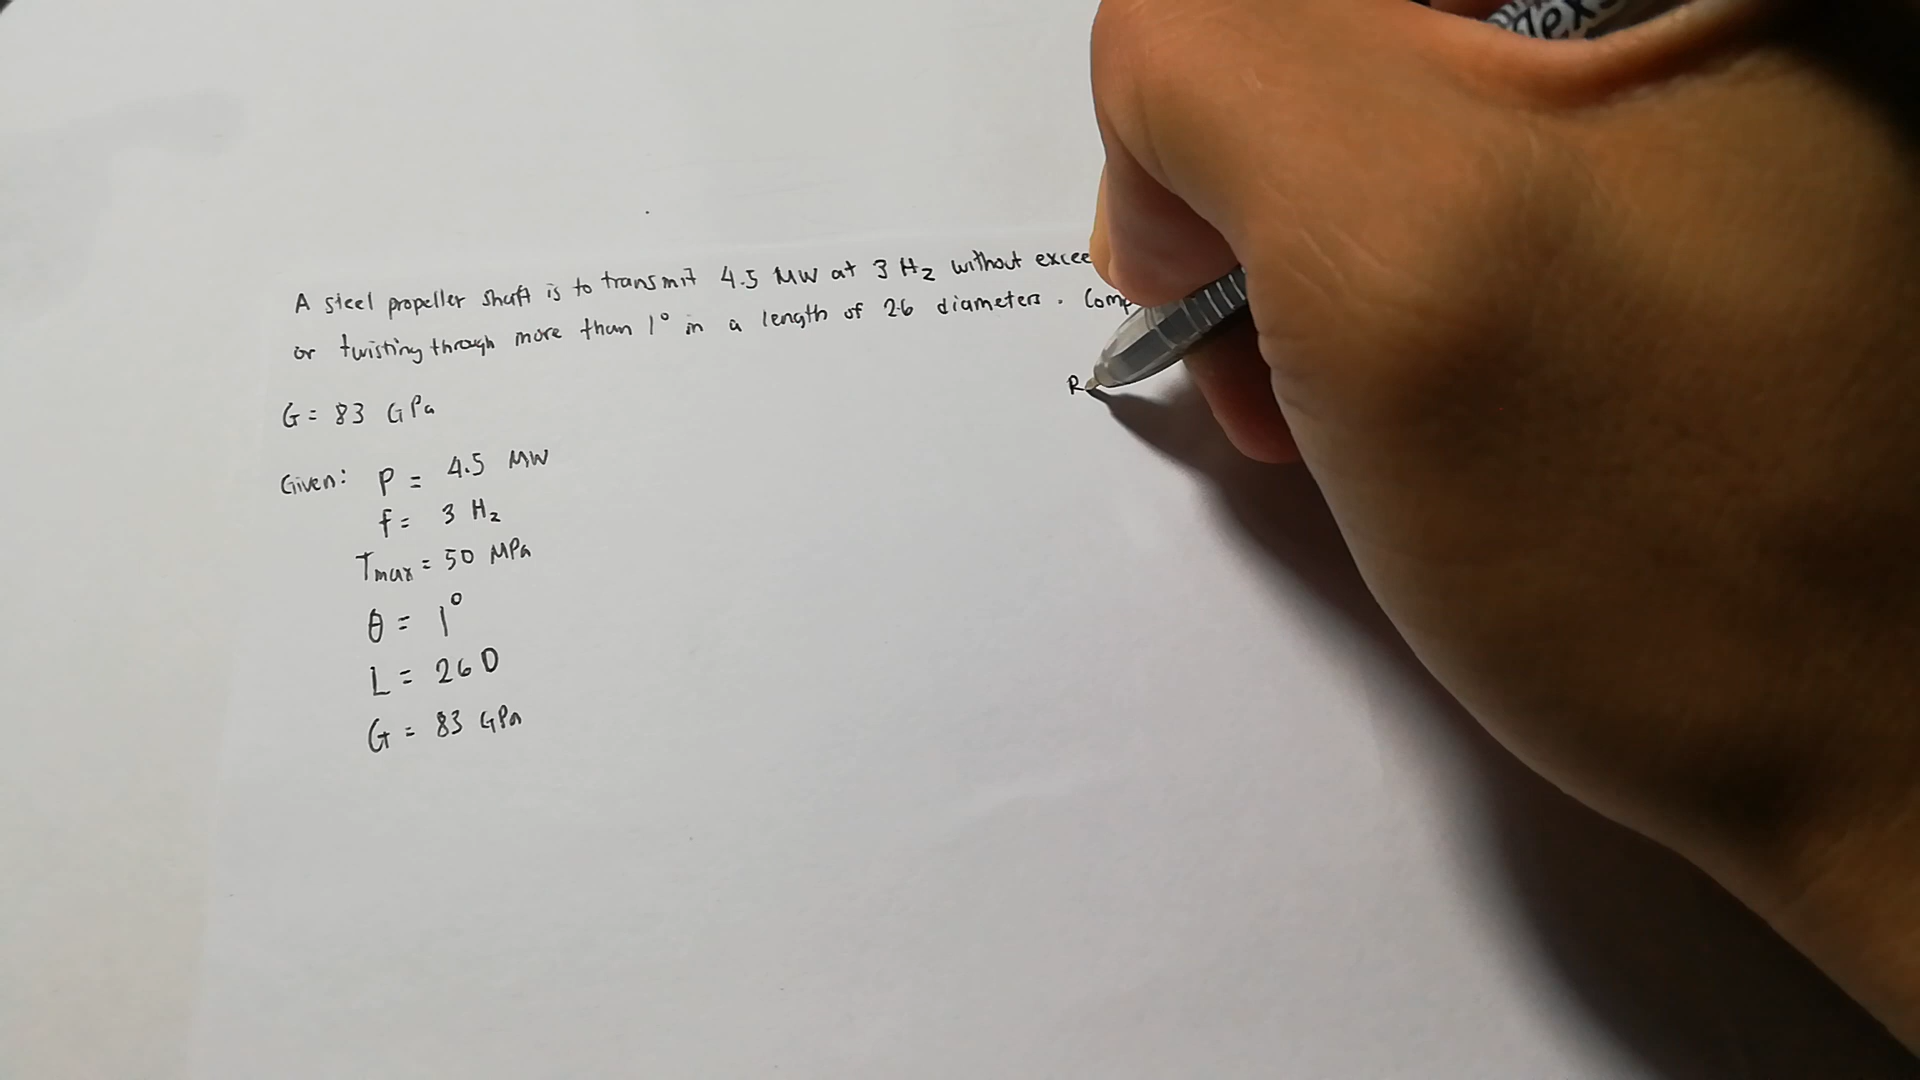 A steel propeller shaft is to transmit 4.5 MW at 3 Hz without excee
or twisting through more than 1° in a length of 26 diameters. Comp
R
G = 83 GPa
Given: P = 4.5 MW
f = 3 Hz
Tmax = 50 MPa
θ = 1°
L = 26 D
G = 83 GPa